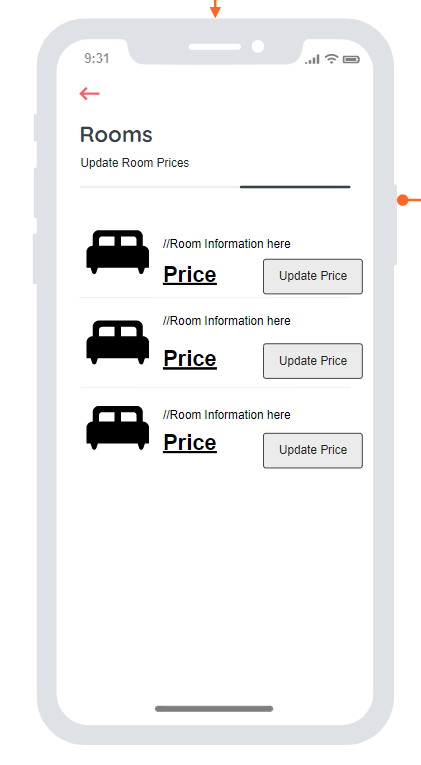 9:31
Rooms
Update Room Prices
//Room Information here
Price
Update Price
//Room Information here
Price
Update Price
//Room Information here
Price
Update Price